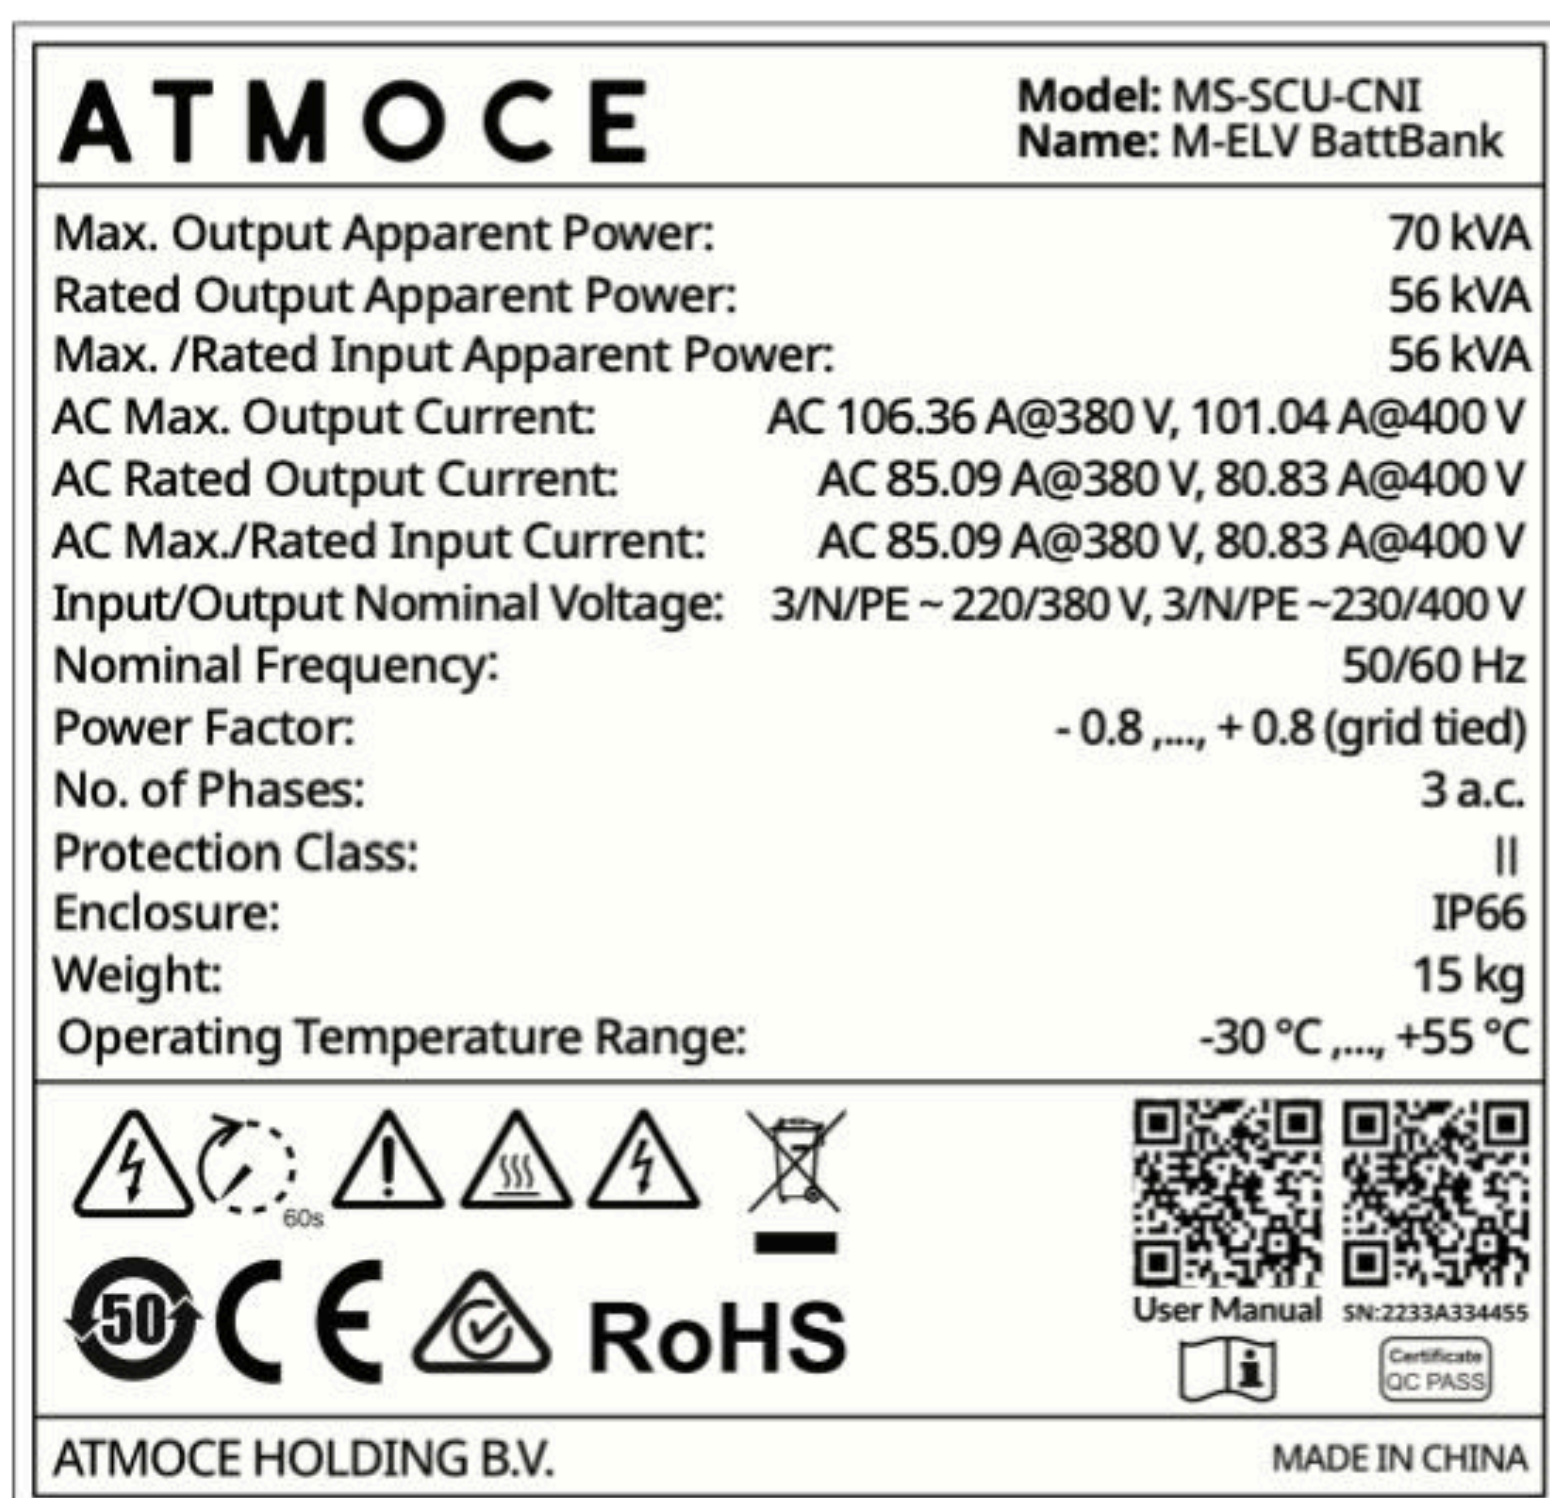 ATMOCE
Model: MS-SCU-CNI
Name: M-ELV BattBank
Max. Output Apparent Power: 70 kVA
Rated Output Apparent Power: 56 kVA
Max. /Rated Input Apparent Power: 56 kVA
AC Max. Output Current: AC 106.36 A@380 V, 101.04 A@400 V
AC Rated Output Current: AC 85.09 A@380 V, 80.83 A@400 V
AC Max./Rated Input Current: AC 85.09 A@380 V, 80.83 A@400 V
Input/Output Nominal Voltage: 3/N/PE ~ 220/380 V, 3/N/PE ~230/400 V
Nominal Frequency: 50/60 Hz
Power Factor: - 0.8 ,..., + 0.8 (grid tied)
No. of Phases: 3 a.c.
Protection Class: II
Enclosure: IP66
Weight: 15 kg
Operating Temperature Range: -30 °C ,..., +55 °C
60s
50 CE RoHS
User Manual SN:2233A334455
Certificate
QC PASS
ATMOCE HOLDING B.V. MADE IN CHINA